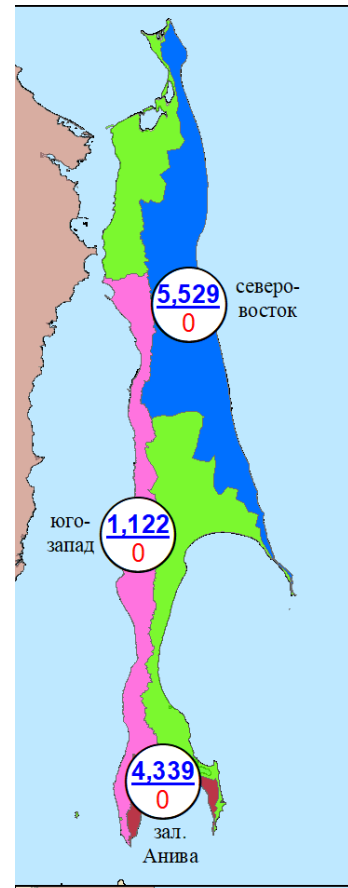 5,529
0
северо-
восток
юго-
запад
1,122
0
4,339
0
зал.
Анива